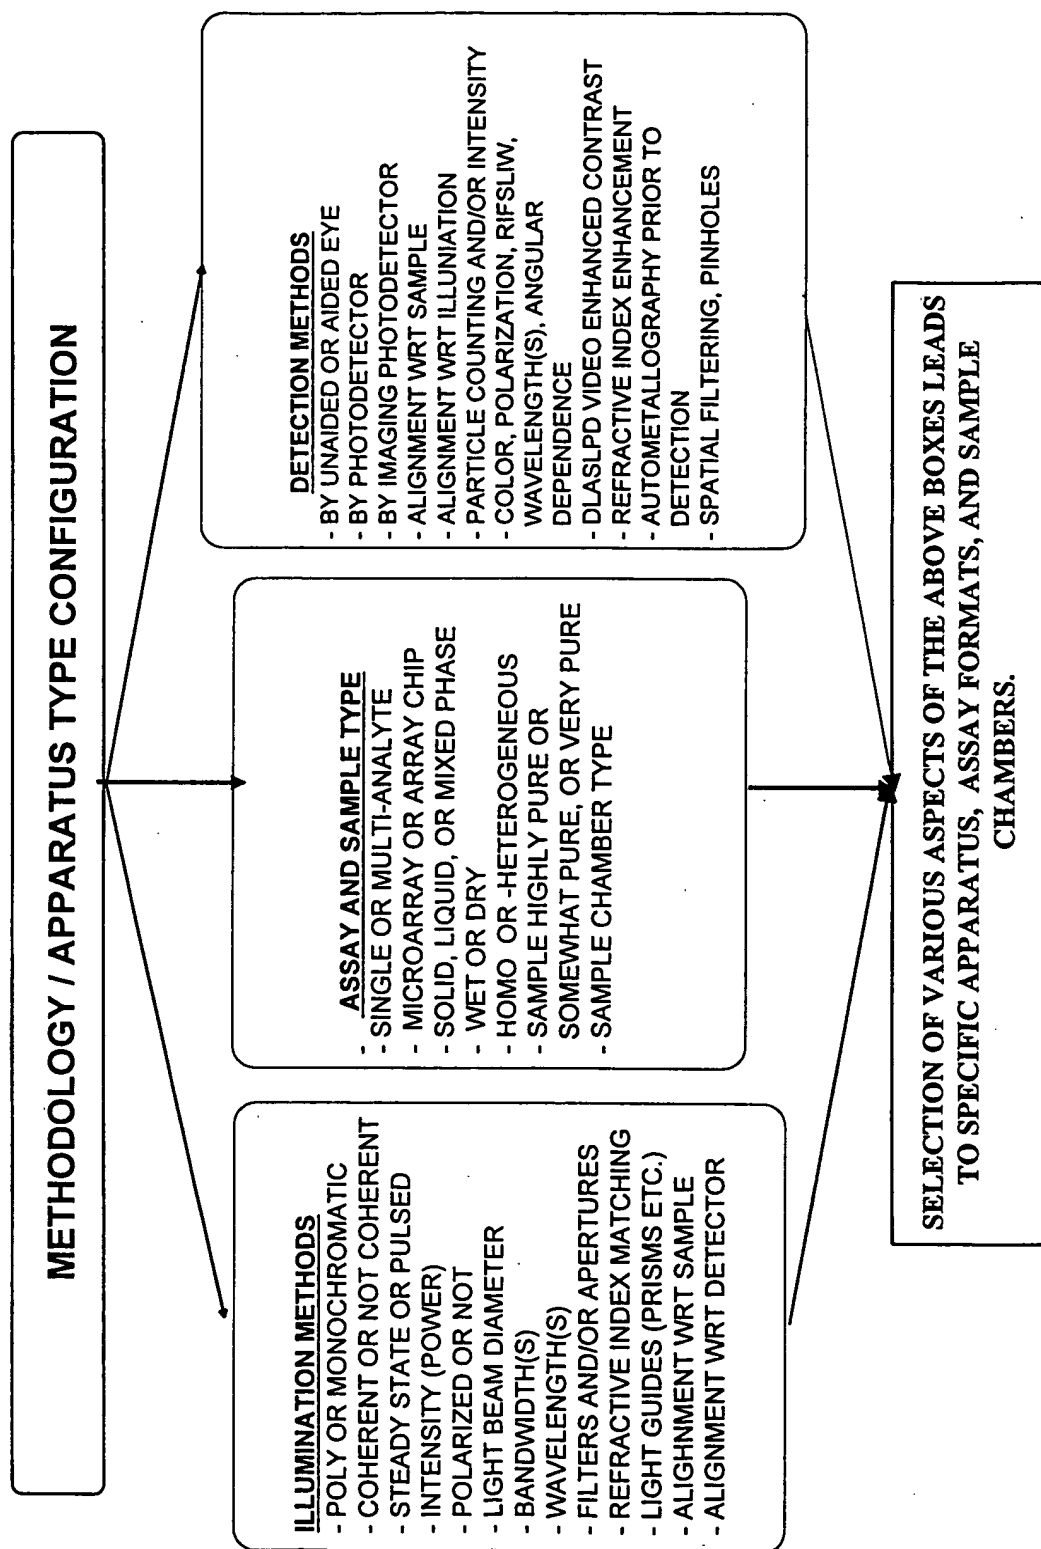 METHODOLOGY / APPARATUS TYPE CONFIGURATION
ILLUMINATION METHODS
- POLY OR MONOCHROMATIC
- COHERENT OR NOT COHERENT
- STEADY STATE OR PULSED
- INTENSITY (POWER)
- POLARIZED OR NOT
- LIGHT BEAM DIAMETER
- BANDWIDTH(S)
- WAVELENGTH(S)
- FILTERS AND/OR APERTURES
- REFRACTIVE INDEX MATCHING
- LIGHT GUIDES (PRISMS ETC.)
- ALIGHNMENT WRT SAMPLE
- ALIGNMENT WRT DETECTOR
- ASSAY AND SAMPLE TYPE
- SINGLE OR MULTI-ANALYTE
- MICROARRAY OR ARRAY CHIP
- SOLID, LIQUID, OR MIXED PHASE
- WET OR DRY
- HOMO OR -HETEROGENEOUS
- SAMPLE HIGHLY PURE OR
SOMEWHAT PURE, OR VERY PURE
- SAMPLE CHAMBER TYPE
DETECTION METHODS
- BY UNAIDED OR AIDED EYE
- BY PHOTODETECTOR
- BY IMAGING PHOTODETECTOR
- ALIGNMENT WRT SAMPLE
- ALIGNMENT WRT ILLUNIATION
- PARTICLE COUNTING AND/OR INTENSITY
- COLOR, POLARIZATION, RIFSLIW,
WAVELENGTH(S), ANGULAR
DEPENDENCE
- DLASLPD VIDEO ENHANCED CONTRAST
- REFRACTIVE INDEX ENHANCEMENT
- AUTOMETALLOGRAPHY PRIOR TO
DETECTION
- SPATIAL FILTERING, PINHOLES
SELECTION OF VARIOUS ASPECTS OF THE ABOVE BOXES LEADS
TO SPECIFIC APPARATUS, ASSAY FORMATS, AND SAMPLE
CHAMBERS.